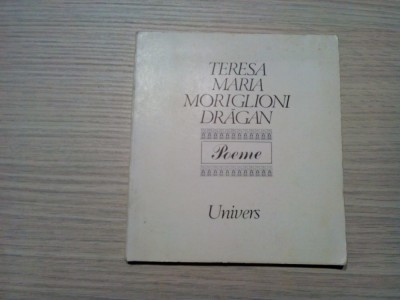 TERESA
MARIA
MORIGLIONI
DRĂGAN
Poeme
Univers